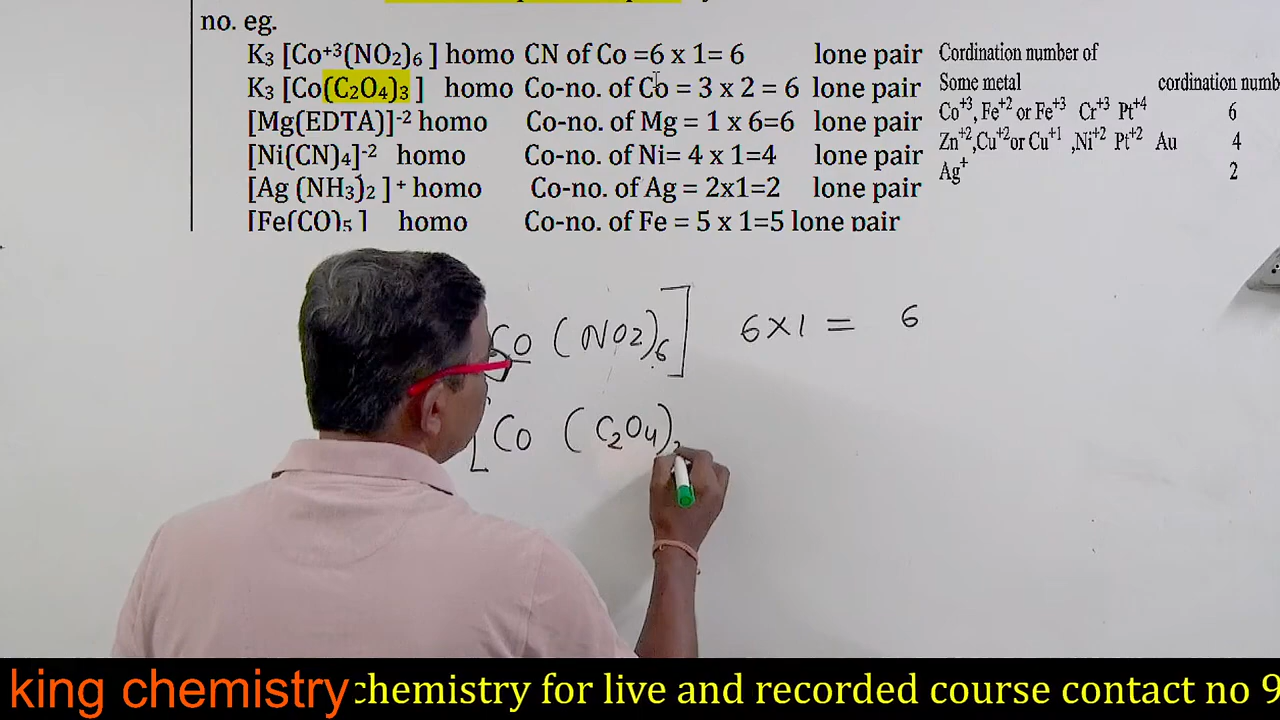 no. eg.
K₃ [Co⁺³(NO₂)₆ ] homo CN of Co =6 x 1= 6 lone pair
K₃ [Co(C₂O₄)₃ ] homo Co-no. of Co = 3 x 2 = 6 lone pair
[Mg(EDTA)]⁻² homo Co-no. of Mg = 1 x 6=6 lone pair
[Ni(CN)₄]⁻² homo Co-no. of Ni= 4 x 1=4 lone pair
[Ag (NH₃)₂ ] ⁺ homo Co-no. of Ag = 2x1=2 lone pair
[Fe(CO)₅ ] homo Co-no. of Fe = 5 x 1=5 lone pair
Cordination number of
Some metal cordination numb
Co⁺³, Fe⁺² or Fe⁺³ Cr⁺³ Pt⁺⁴ 6
Zn⁺²,Cu⁺²or Cu⁺¹ ,Ni⁺² Pt⁺² Au 4
Ag⁺ 2
Co (NO2)₆] 6x1 = 6
[Co (C₂O₄)
king chemistry chemistry for live and recorded course contact no 9